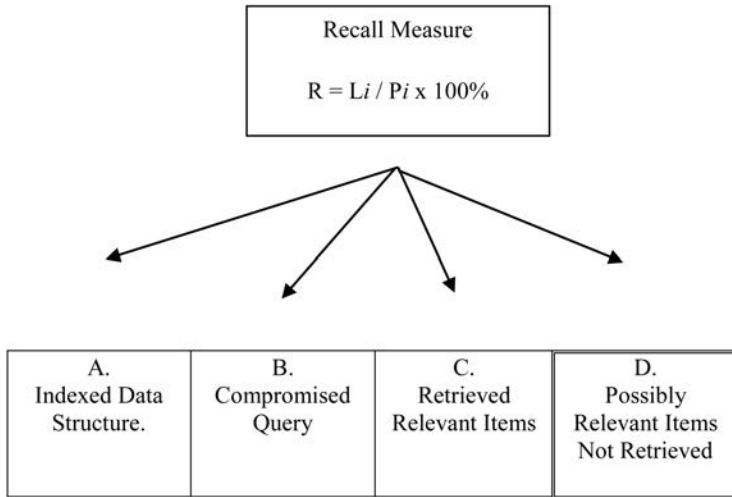 Recall Measure
R = Li / Pi x 100%
A.
Indexed Data
Structure.
B.
Compromised
Query
C.
Retrieved
Relevant Items
D.
Possibly
Relevant Items
Not Retrieved